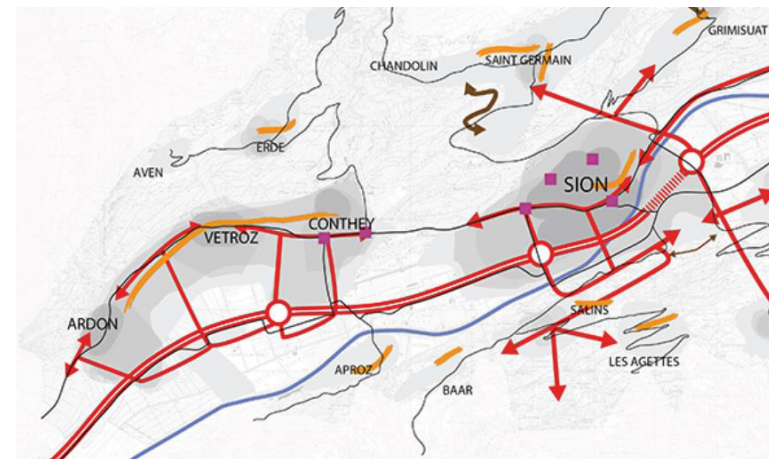 GRIMISUAT
SAINT GERMAIN
CHANDOLIN
ERDE
AVEN
SION
CONTHEY
VETROZ
ARDON
SALINS
LES AGETTES
APROZ
BAAR